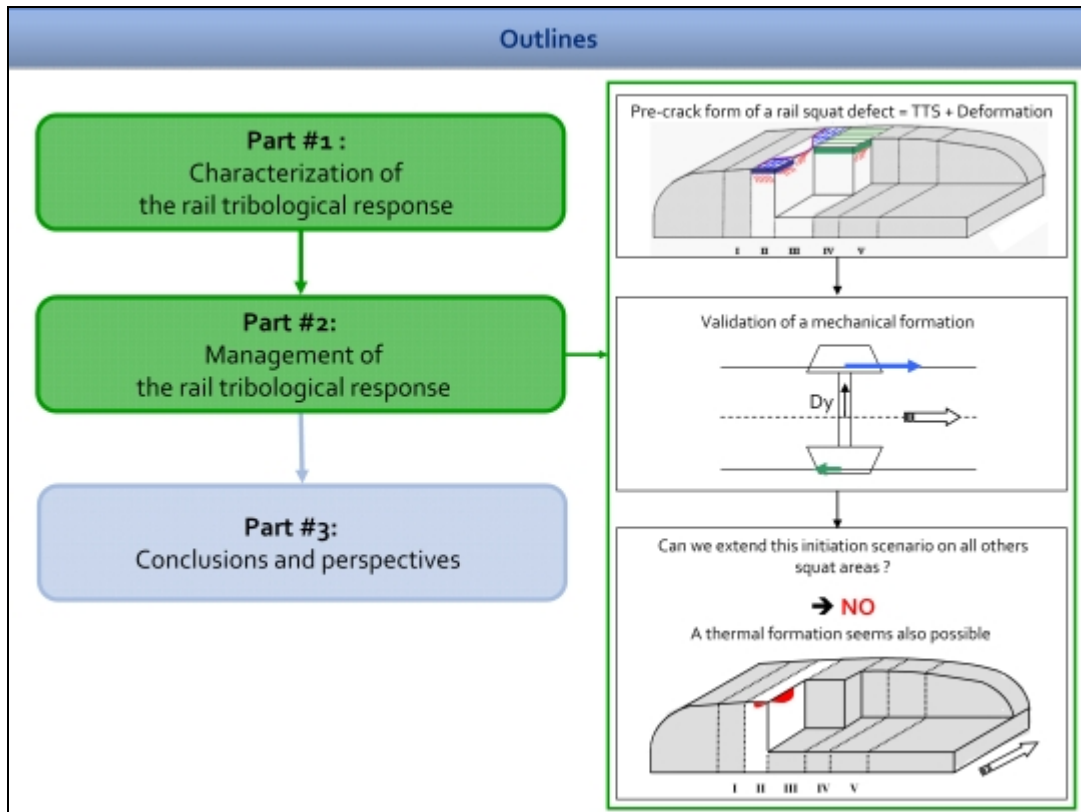 Outlines
Part #1 :
Characterization of
the rail tribological response
Part #2:
Management of
the rail tribological response
Part #3:
Conclusions and perspectives
Pre-crack form of a rail squat defect = TTS + Deformation
I II III IV V
Validation of a mechanical formation
Dy
Can we extend this initiation scenario on all others
squat areas ?
➔ NO
A thermal formation seems also possible
I II III IV V